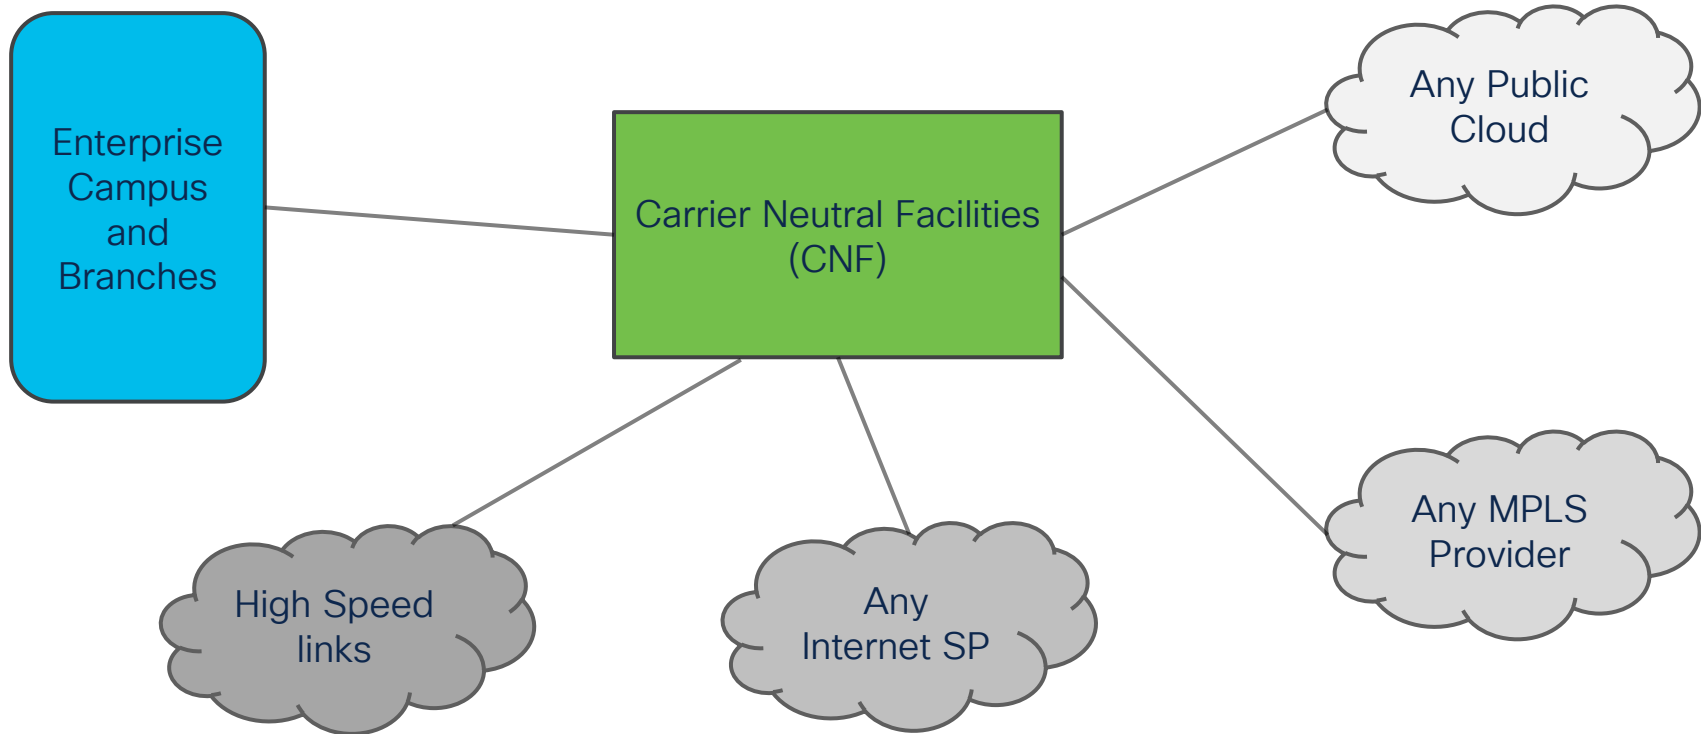 Enterprise
Campus
and
Branches
Carrier Neutral Facilities
(CNF)
Any Public
Cloud
Any MPLS
Provider
High Speed
links
Any
Internet SP